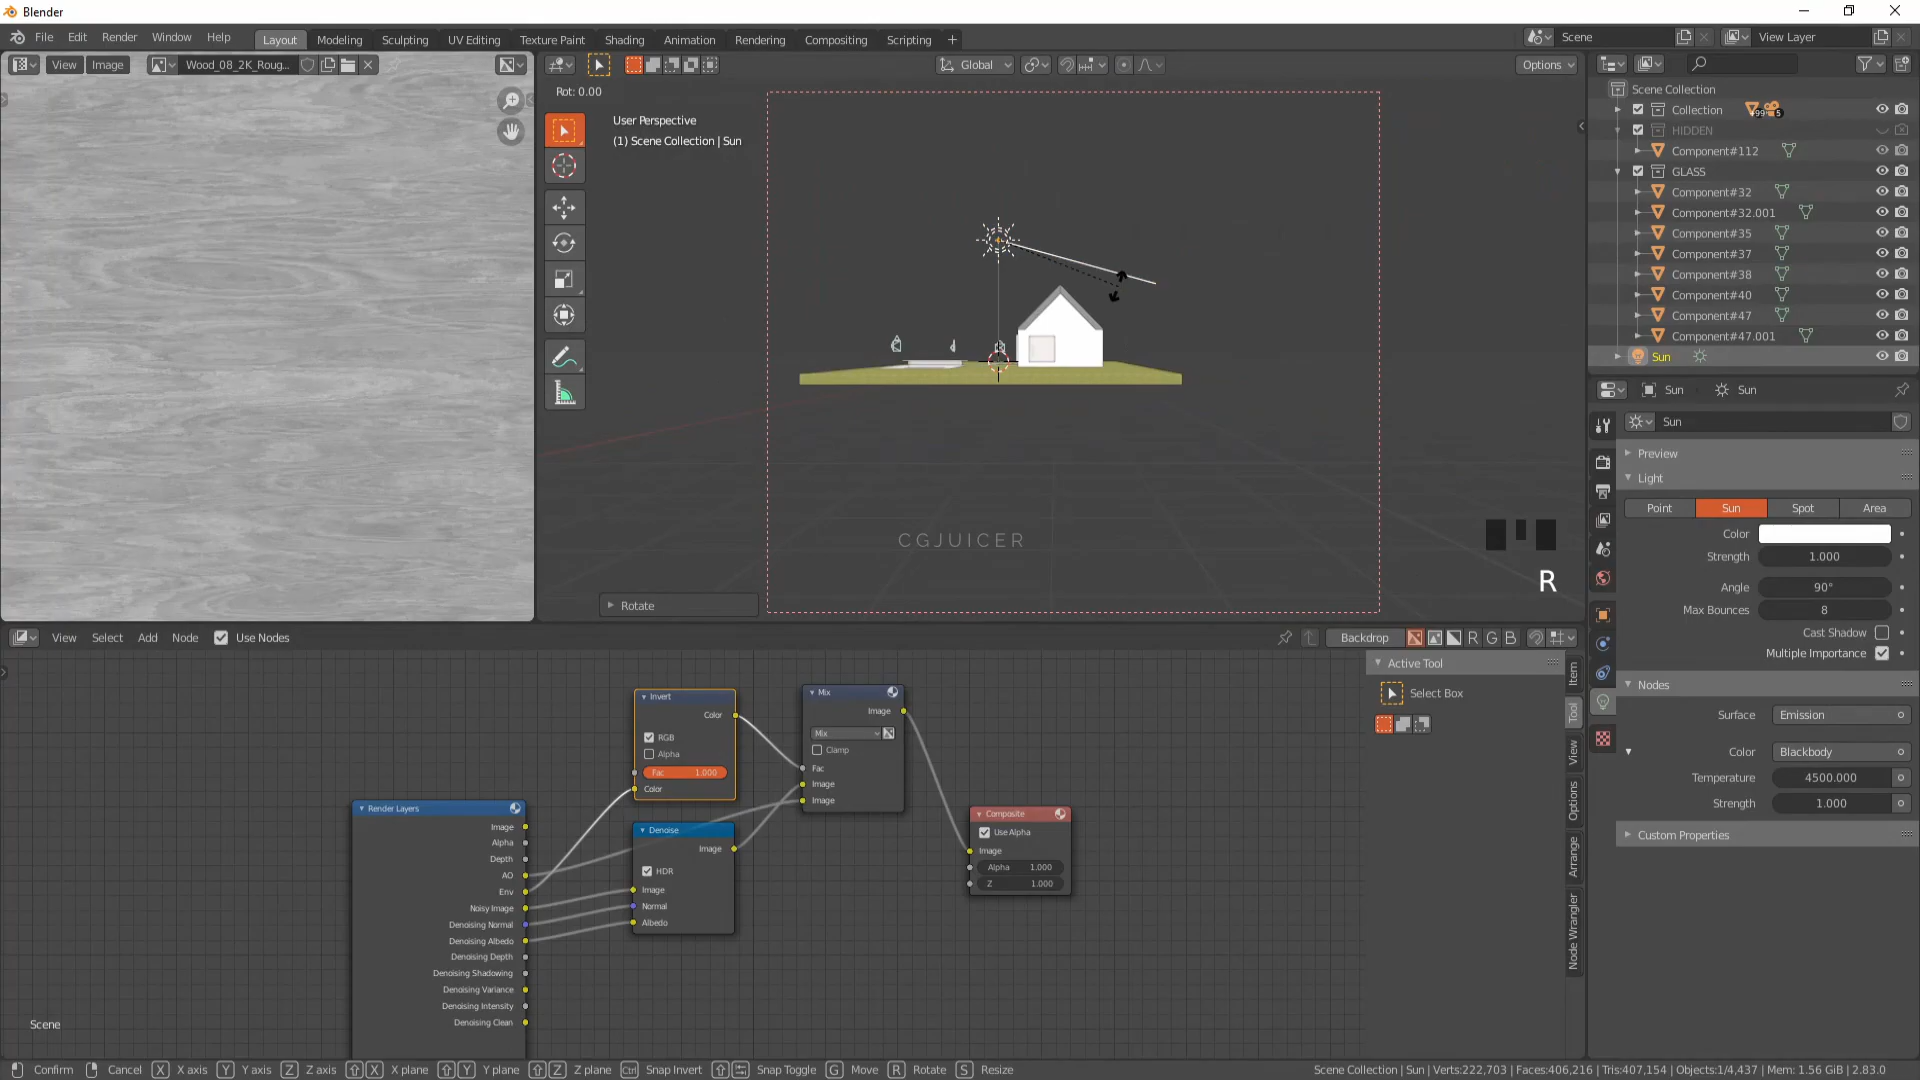 Blender
File Edit Render Window Help
Layout Modeling Sculpting UV Editing Texture Paint Shading Animation Rendering Compositing Scripting +
Scene
View Layer
View Image
Wood_08_2K_Roug...
Global
Options
Rot: 0.00
User Perspective
(1) Scene Collection | Sun
CGJUICER
Rotate
R
Scene Collection
Collection
5
HIDDEN
Component#112
GLASS
Component#32
Component#32.001
Component#35
Component#37
Component#38
Component#40
Component#47
Component#47.001
Sun
Sun
Sun
Sun
Preview
Light
Point Sun Spot Area
Color
Strength 1.000
Angle 90°
Max Bounces 8
Cast Shadow
Multiple Importance
Nodes
Surface Emission
Color Blackbody
Temperature 4500.000
Strength 1.000
Custom Properties
View Select Add Node Use Nodes
Backdrop
R G B
Active Tool
Select Box
Item
Tool
View
Options
Arrange
Node Wrangler
Invert
Color
RGB
Alpha
Fac 1.000
Color
Mix
Image
Mix
Clamp
Fac
Image
Image
Render Layers
Image
Alpha
Depth
AO
Env
Noisy Image
Denoising Normal
Denoising Albedo
Denoising Depth
Denoising Shadowing
Denoising Variance
Denoising Intensity
Denoising Clean
Denoise
Image
HDR
Image
Normal
Albedo
Composite
Use Alpha
Image
Alpha 1.000
Z 1.000
Scene
Confirm Cancel X X axis Y Y axis Z Z axis X X plane Y Y plane Z Z plane Ctrl Snap Invert Snap Toggle G Move R Rotate S Resize
Scene Collection | Sun | Verts:222,703 | Faces:406,216 | Tris:407,154 | Objects:1/4,437 | Mem: 1.56 GiB | 2.83.0